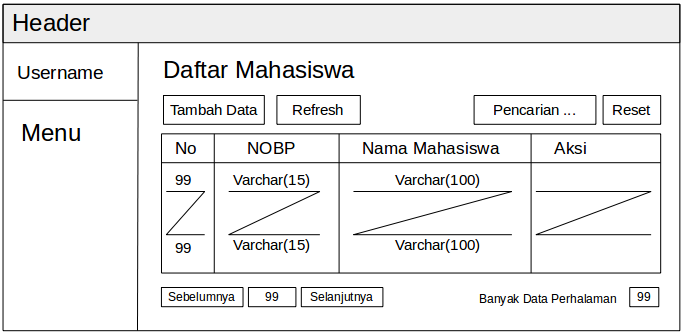 Header
Username
Menu
Daftar Mahasiswa
Tambah Data Refresh Pencarian ... Reset
No NOBP Nama Mahasiswa Aksi
99 Varchar(15) Varchar(100)
99 Varchar(15) Varchar(100)
Sebelumnya 99 Selanjutnya Banyak Data Perhalaman 99